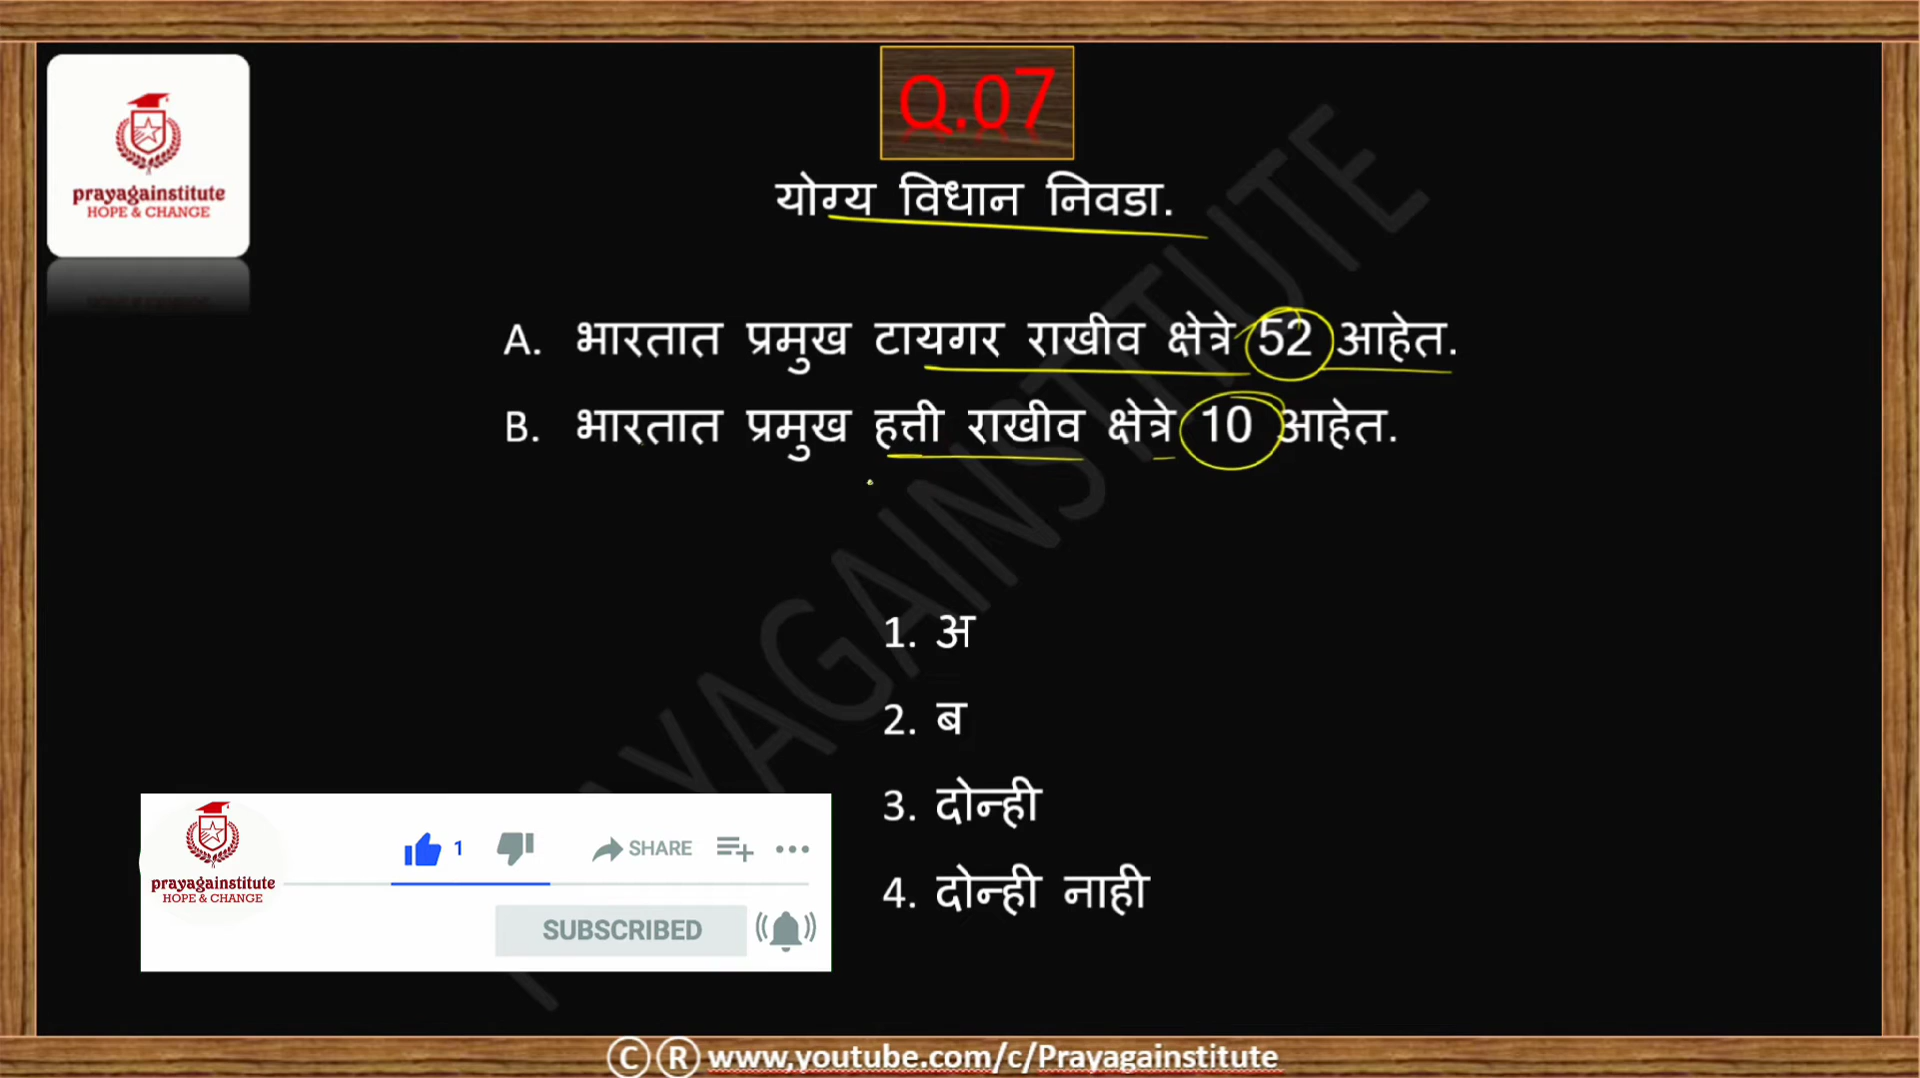 prayagainstitute
HOPE & CHANGE
Q.07
योग्य विधान निवडा.
A. भारतात प्रमुख टायगर राखीव क्षेत्रे 52 आहेत.
B. भारतात प्रमुख हत्ती राखीव क्षेत्रे 10 आहेत.
1. अ
2. ब
3. दोन्ही
4. दोन्ही नाही
prayagainstitute
HOPE & CHANGE
1
SHARE
SUBSCRIBED
PRAYAGAINSTITUTE
© ® www,youtube.com/c/Prayagainstitute